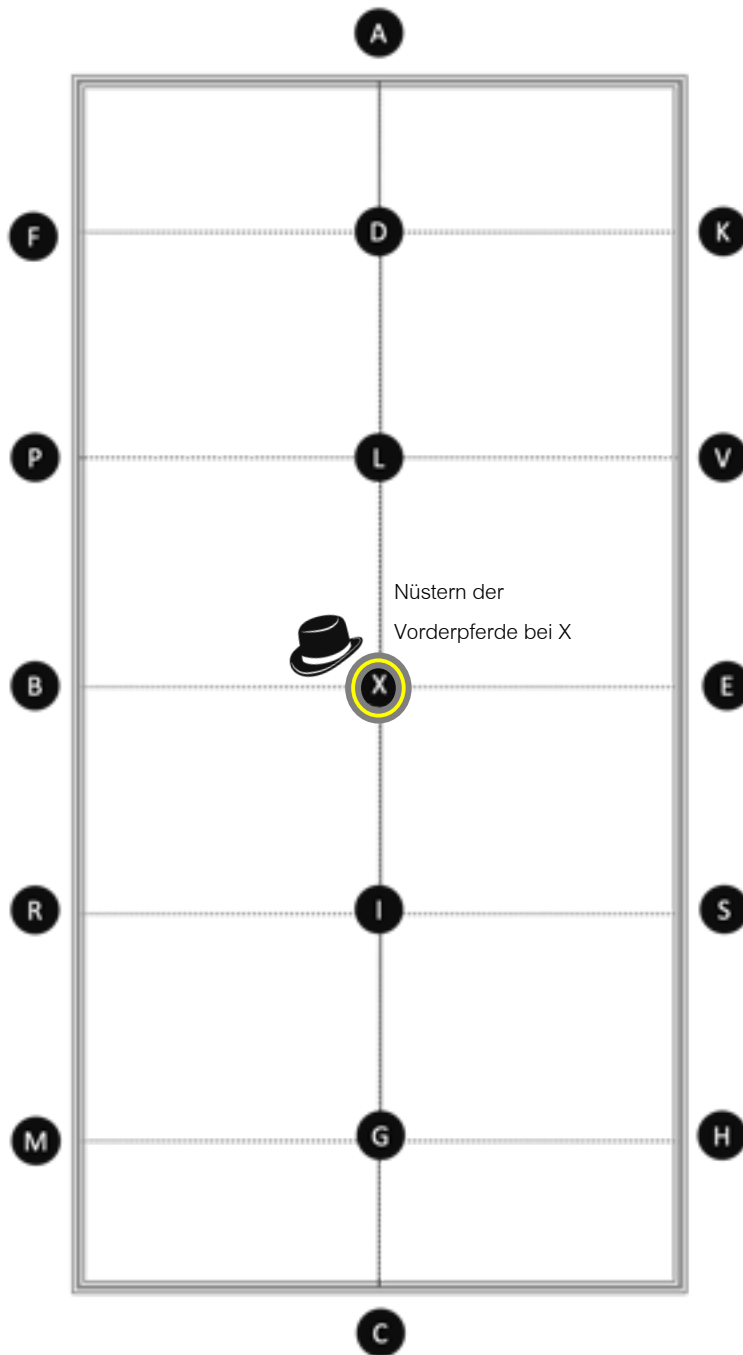 A
F D K
P L V
Nüstern der
Vorderpferde bei X
B X E
R I S
M G H
C